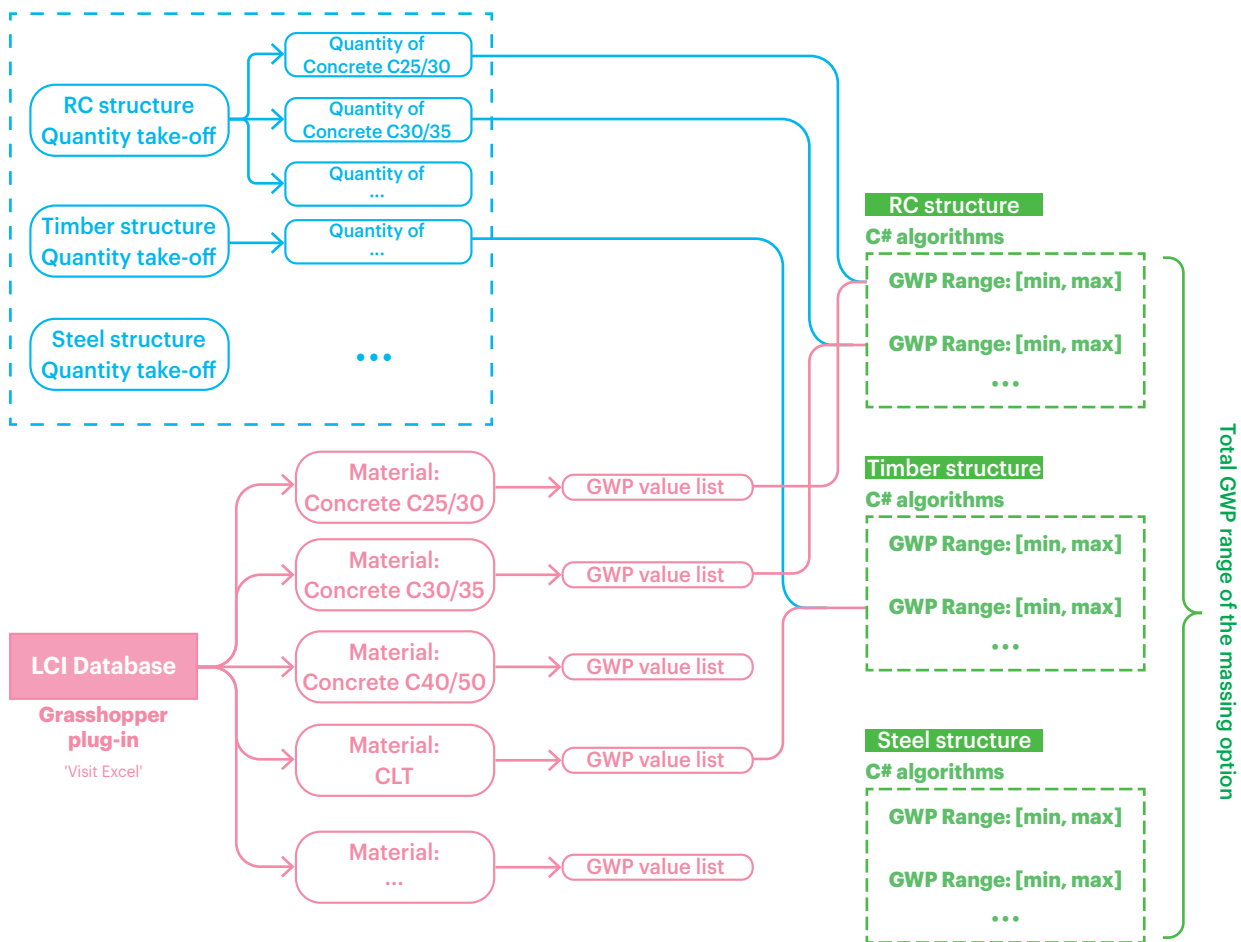 RC structure
Quantity take-off
Quantity of
Concrete C25/30
Quantity of
Concrete C30/35
Quantity of
...
Timber structure
Quantity take-off
Quantity of
...
Steel structure
Quantity take-off
...
LCI Database
Grasshopper
plug-in
'Visit Excel'
Material:
Concrete C25/30
GWP value list
Material:
Concrete C30/35
GWP value list
Material:
Concrete C40/50
GWP value list
Material:
CLT
GWP value list
Material:
...
GWP value list
RC structure
C# algorithms
GWP Range: [min, max]
GWP Range: [min, max]
...
Timber structure
C# algorithms
GWP Range: [min, max]
GWP Range: [min, max]
...
Steel structure
C# algorithms
GWP Range: [min, max]
GWP Range: [min, max]
...
Total GWP range of the massing option